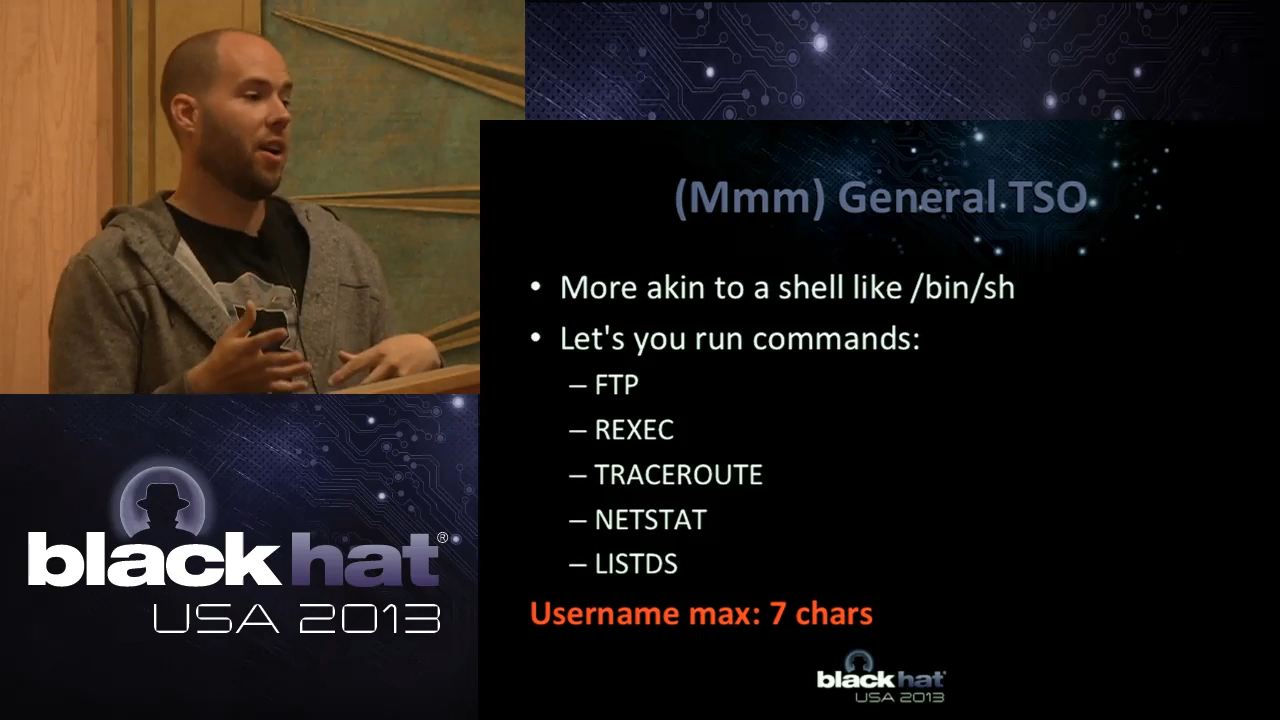 (Mmm) General TSO
• More akin to a shell like /bin/sh
• Let's you run commands:
– FTP
– REXEC
– TRACEROUTE
– NETSTAT
– LISTDS
Username max: 7 chars
black hat
USA 2013
black hat®
USA 2013